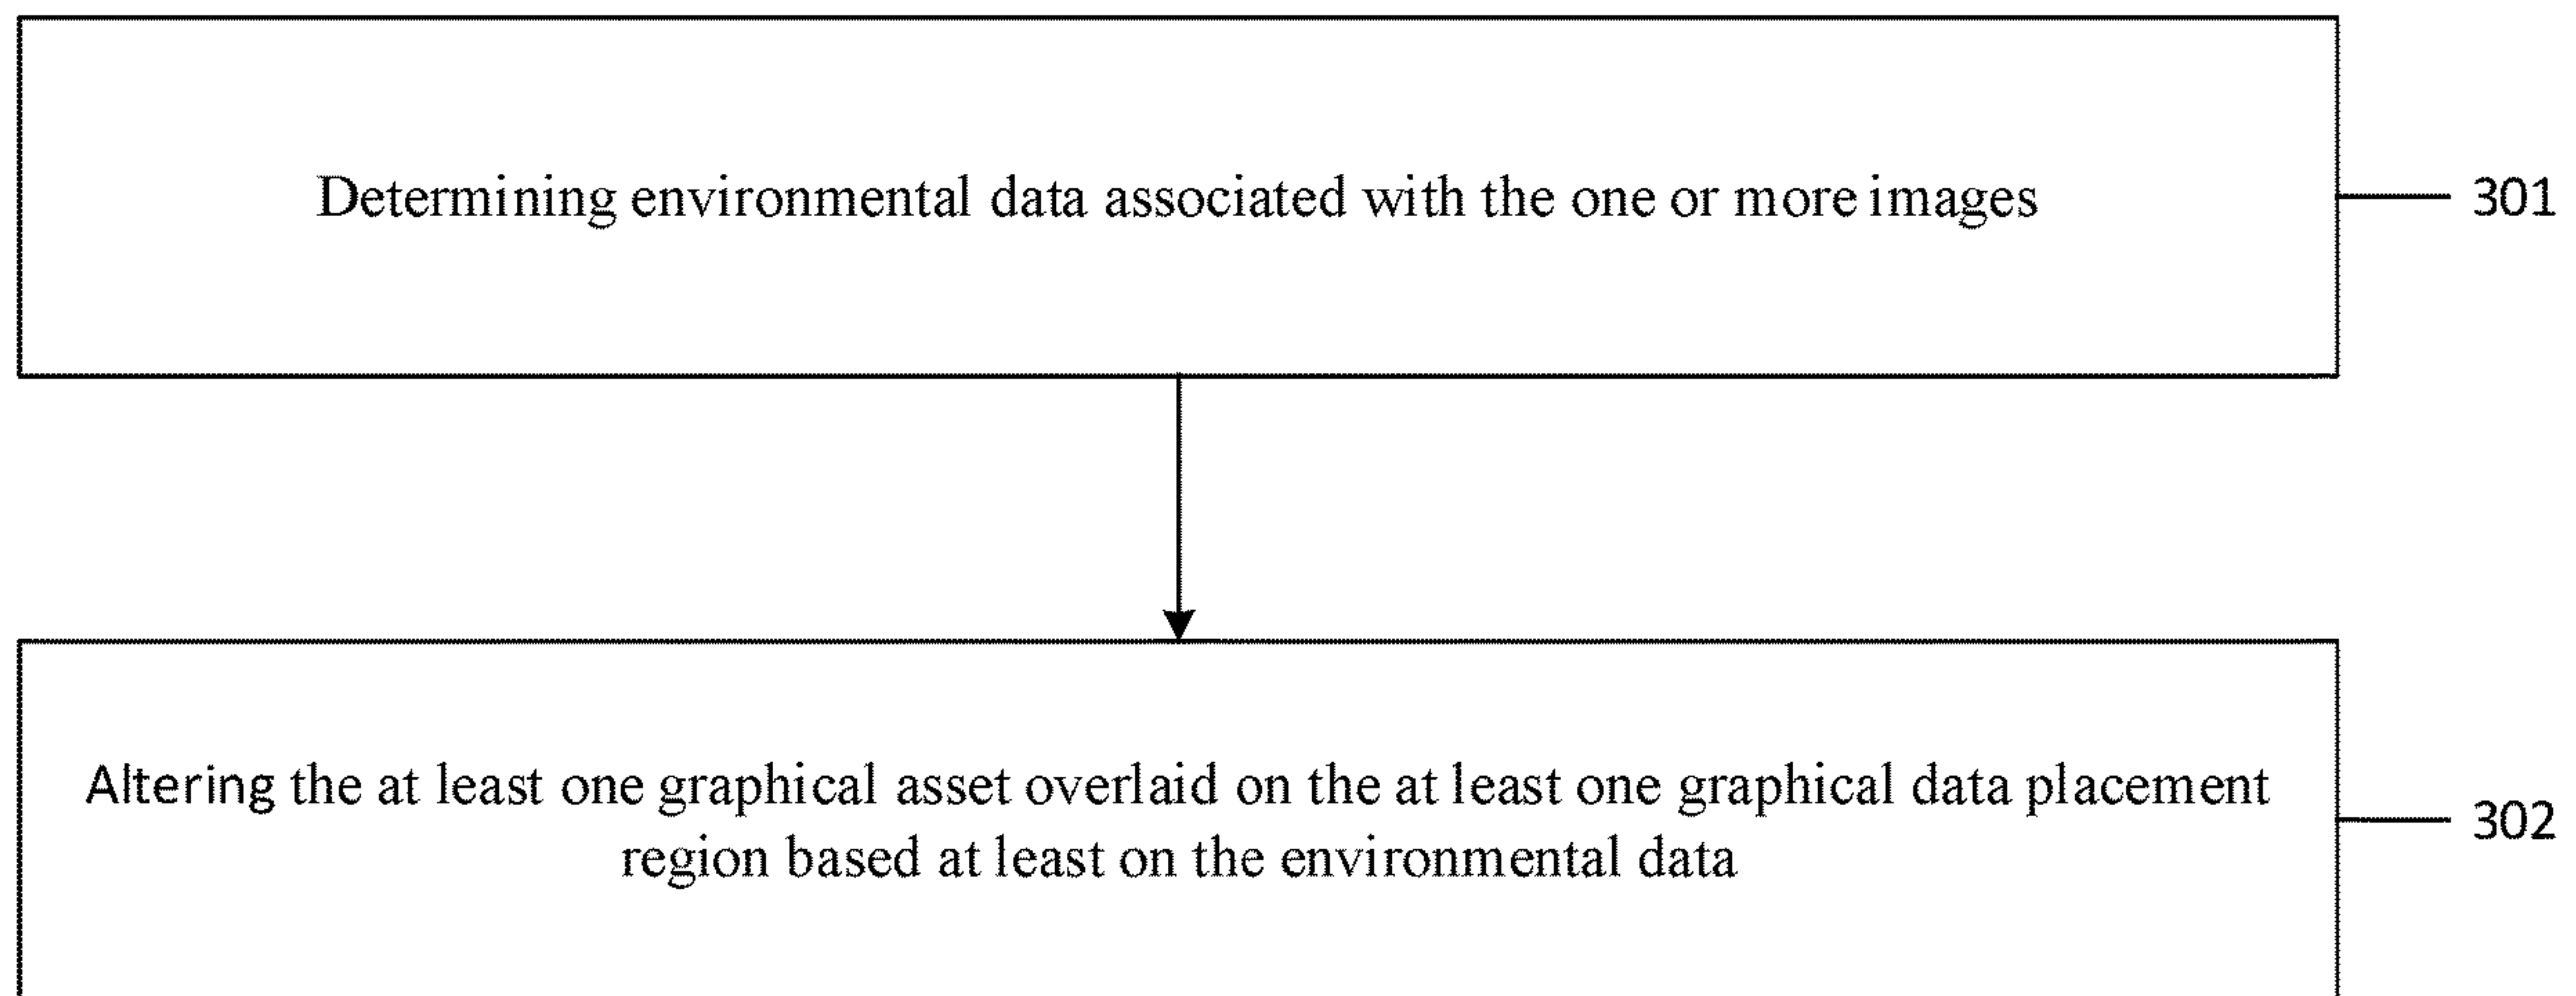 Determining environmental data associated with the one or more images
301
Altering the at least one graphical asset overlaid on the at least one graphical data placement
region based at least on the environmental data
302